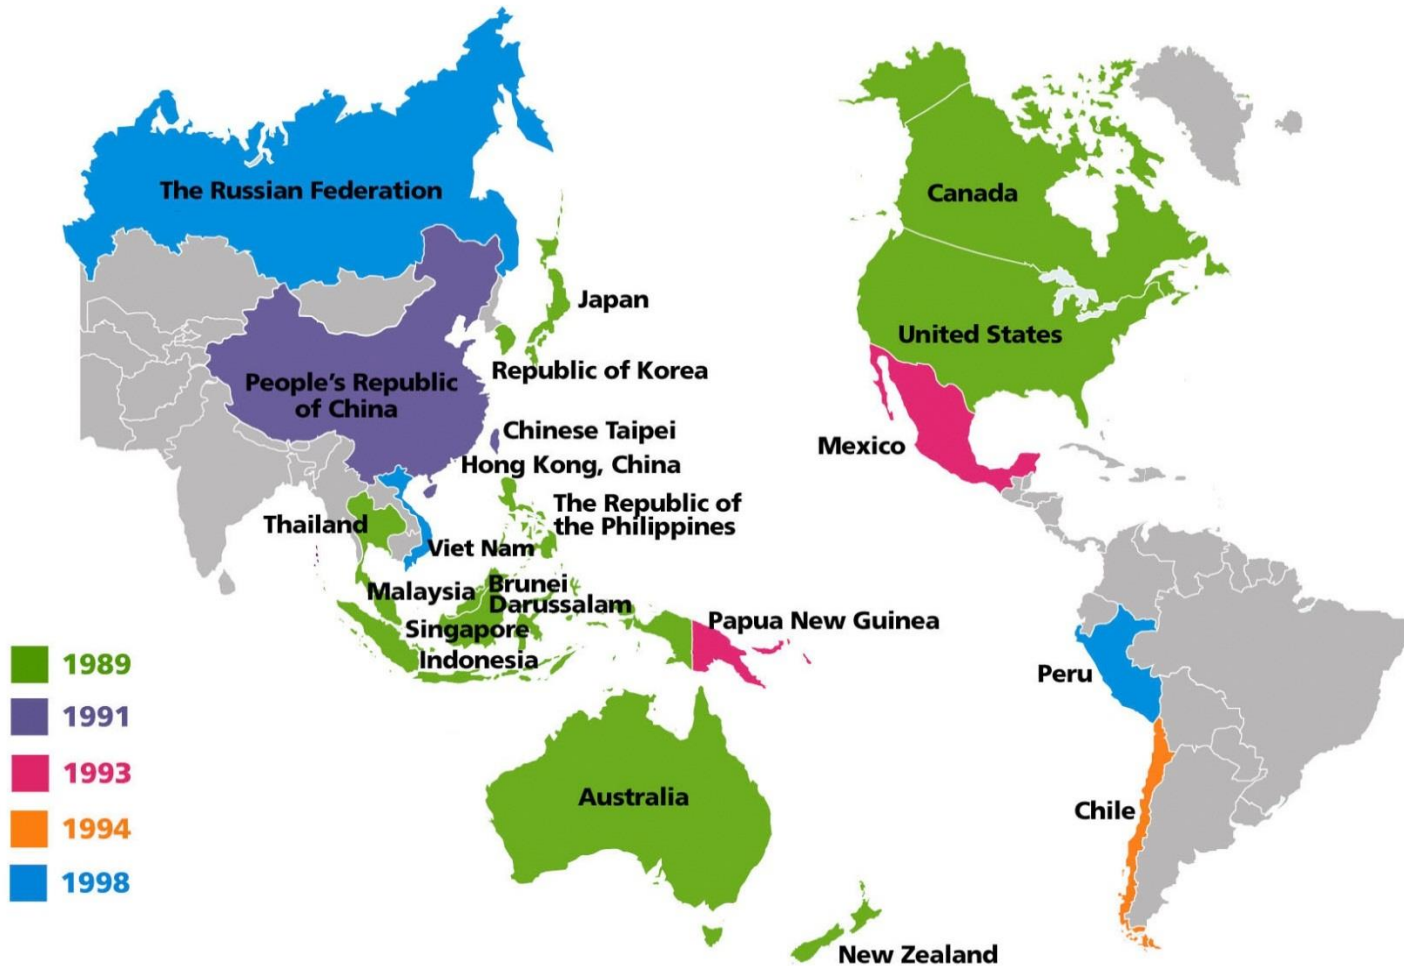 The Russian Federation
Canada
Japan
United States
Republic of Korea
People's Republic
of China
Chinese Taipei
Mexico
Hong Kong, China
The Republic of
the Philippines
Thailand
Viet Nam
Malaysia
Brunei
Darussalam
Singapore
Papua New Guinea
Indonesia
Peru
Australia
Chile
New Zealand
1989
1991
1993
1994
1998